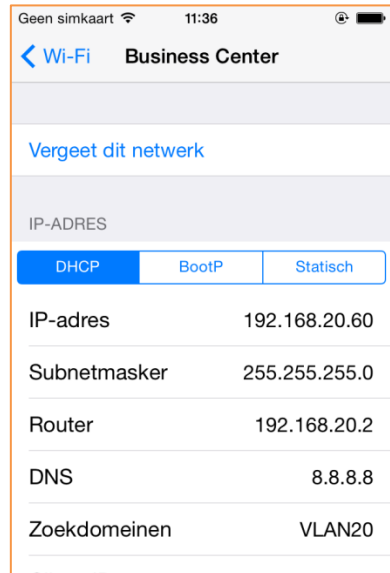 Geen simkaart 11:36
Wi-Fi Business Center
Vergeet dit netwerk
IP-ADRES
DHCP BootP Statisch
IP-adres 192.168.20.60
Subnetmasker 255.255.255.0
Router 192.168.20.2
DNS 8.8.8.8
Zoekdomeinen VLAN20